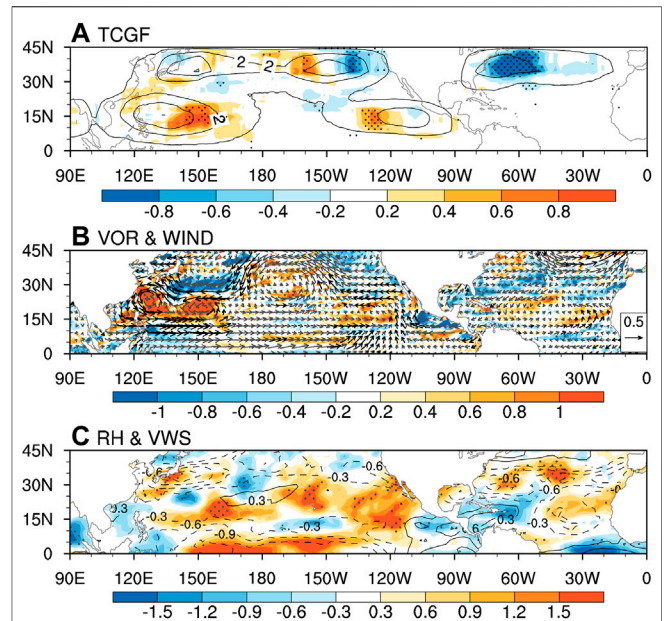 A TCGF
45N
30N
15N
0
2 2
2
90E 120E 150E 180 150W 120W 90W 60W 30W 0
-0.8 -0.6 -0.4 -0.2 0.2 0.4 0.6 0.8
B VOR & WIND
45N
30N
15N
0
0.5
90E 120E 150E 180 150W 120W 90W 60W 30W 0
-1 -0.8 -0.6 -0.4 -0.2 0.2 0.4 0.6 0.8 1
C RH & VWS
45N
30N
15N
0
-0.3 -0.6
-0.6 -0.6
0.3 0.3 -0.3
-0.3 -0.6 0.3 -0.3
-0.9 -0.3
90E 120E 150E 180 150W 120W 90W 60W 30W 0
-1.5 -1.2 -0.9 -0.6 -0.3 0.3 0.6 0.9 1.2 1.5